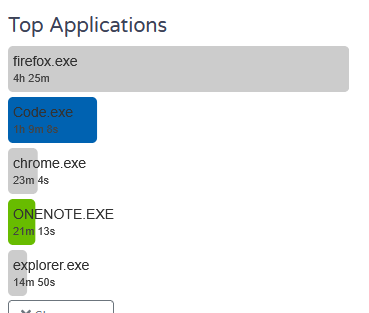 Top Applications
firefox.exe
4h 25m
Code.exe
chrome.exe
23m 4s
ONENOTE.EXE
21m 13s
explorer.exe
14m 50s